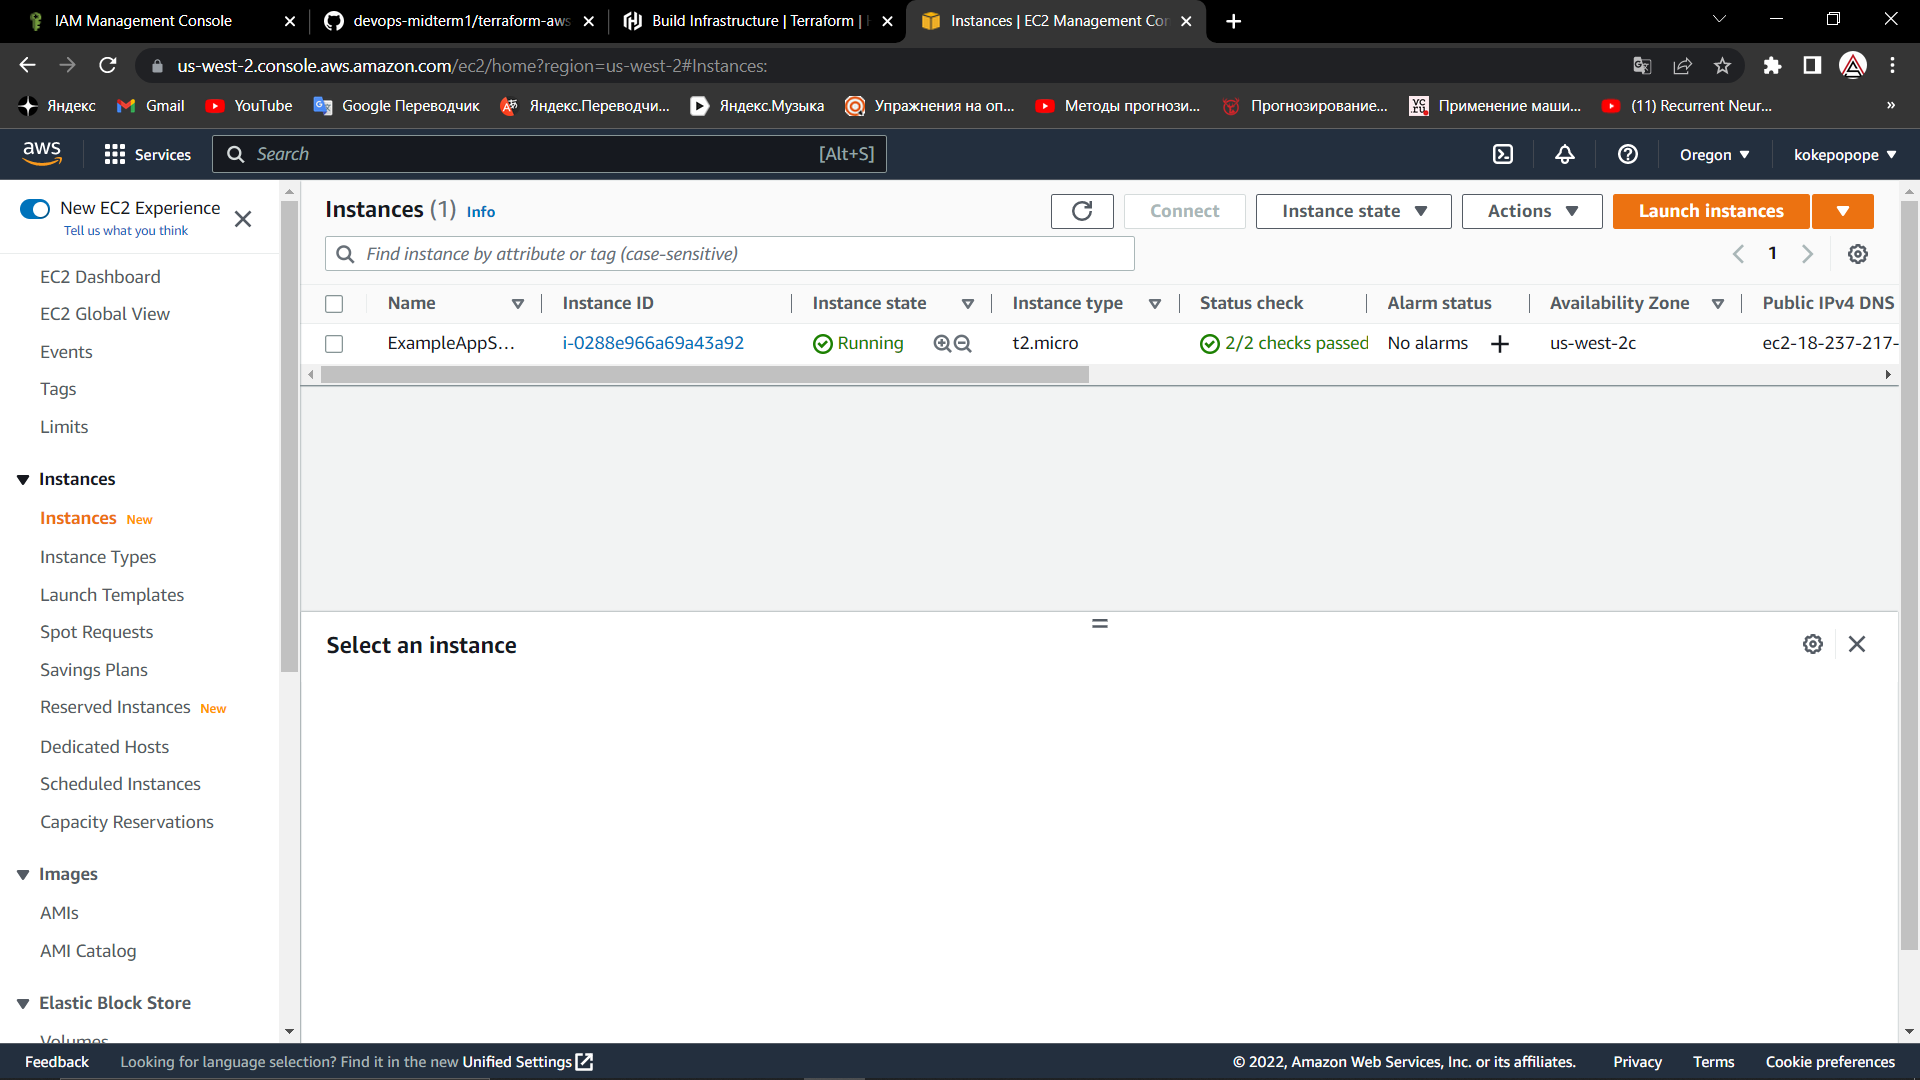 IAM Management Console
devops-midterm1/terraform-aws
Build Infrastructure | Terraform |
Instances | EC2 Management Con
us-west-2.console.aws.amazon.com/ec2/home?region=us-west-2#Instances:
Яндекс
Gmail
YouTube
Google Переводчик
Яндекс.Переводчи...
Яндекс.Музыка
Упражнения на оп...
Методы прогнози...
Прогнозирование...
Применение маши...
(11) Recurrent Neur...
»
aws
Services
Search
[Alt+S]
Oregon
kokepopope
New EC2 Experience
Tell us what you think
EC2 Dashboard
EC2 Global View
Events
Tags
Limits
Instances
Instances New
Instance Types
Launch Templates
Spot Requests
Savings Plans
Reserved Instances New
Dedicated Hosts
Scheduled Instances
Capacity Reservations
Images
AMIs
AMI Catalog
Elastic Block Store
Volumes
Instances (1) Info
Connect
Instance state
Actions
Launch instances
Find instance by attribute or tag (case-sensitive)
1
Name
Instance ID
Instance state
Instance type
Status check
Alarm status
Availability Zone
Public IPv4 DNS
ExampleAppS...
i-0288e966a69a43a92
Running
t2.micro
2/2 checks passed
No alarms
us-west-2c
ec2-18-237-217-
Select an instance
Feedback
Looking for language selection? Find it in the new Unified Settings
© 2022, Amazon Web Services, Inc. or its affiliates.
Privacy
Terms
Cookie preferences